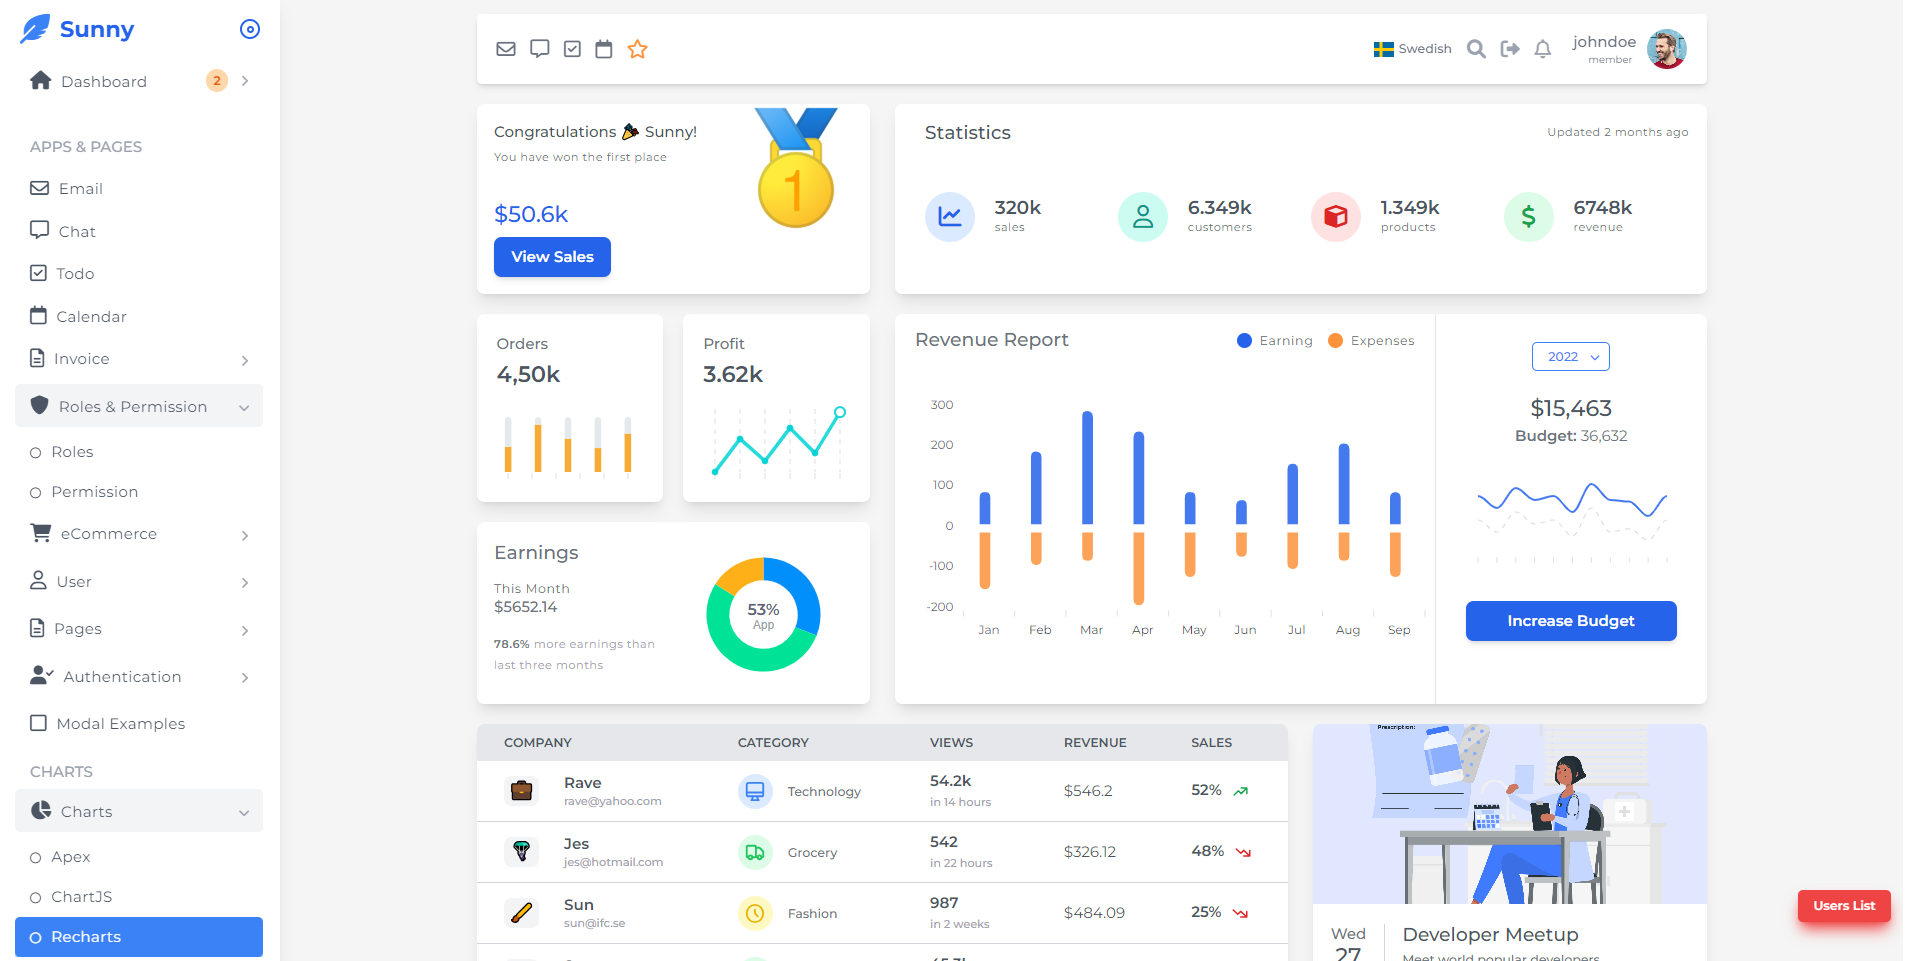 Sunny
Dashboard 2
APPS & PAGES
Email
Chat
Todo
Calendar
Invoice
Roles & Permission
Roles
Permission
eCommerce
User
Pages
Authentication
Modal Examples
CHARTS
Charts
Apex
ChartJS
Recharts
Swedish
johndoe
member
Congratulations Sunny!
You have won the first place
1
$50.6k
View Sales
Statistics
Updated 2 months ago
320k
sales
6.349k
customers
1.349k
products
6748k
revenue
Orders
4,50k
Profit
3.62k
Earnings
This Month
$5652.14
78.6% more earnings than
last three months
53%
App
Revenue Report
Earning Expenses
300
200
100
0
-100
-200
Jan Feb Mar Apr May Jun Jul Aug Sep
2022
$15,463
Budget: 36,632
Increase Budget
COMPANY CATEGORY VIEWS REVENUE SALES
Rave
rave@yahoo.com
Technology
54.2k
in 14 hours
$546.2
52%
Jes
jes@hotmail.com
Grocery
542
in 22 hours
$326.12
48%
Sun
sun@ifc.se
Fashion
987
in 2 weeks
$484.09
25%
Prescription:
Wed
27
Developer Meetup
Meet world popular developers
Users List